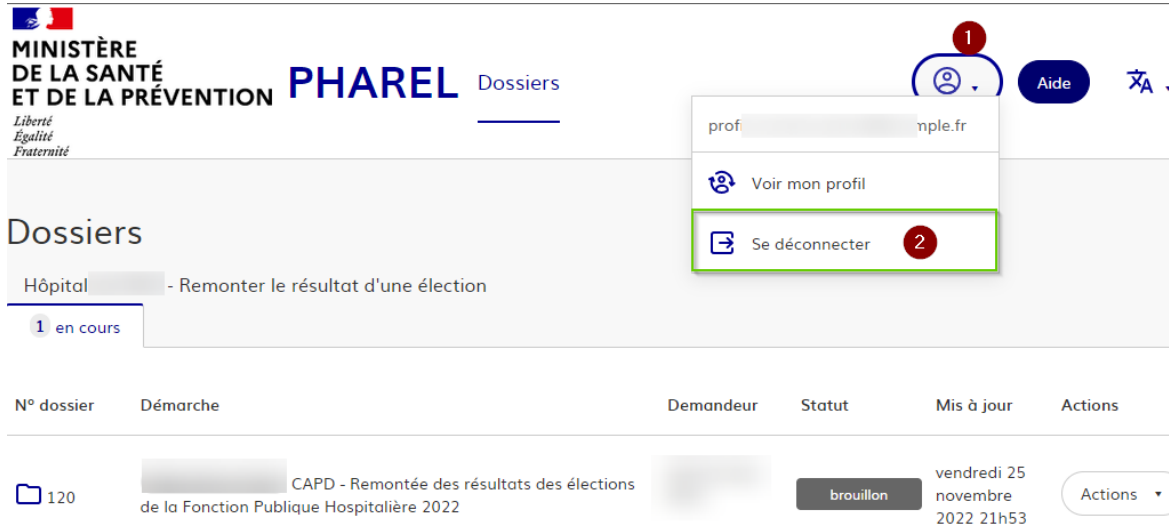 MINISTÈRE
DE LA SANTÉ
ET DE LA PRÉVENTION
Liberté
Égalité
Fraternité
PHAREL
Dossiers
1
Aide
prof mple.fr
Voir mon profil
Se déconnecter 2
Dossiers
Hôpital - Remonter le résultat d'une élection
1 en cours
N° dossier Démarche Demandeur Statut Mis à jour Actions
120
CAPD - Remontée des résultats des élections
de la Fonction Publique Hospitalière 2022
brouillon
vendredi 25
novembre
2022 21h53
Actions